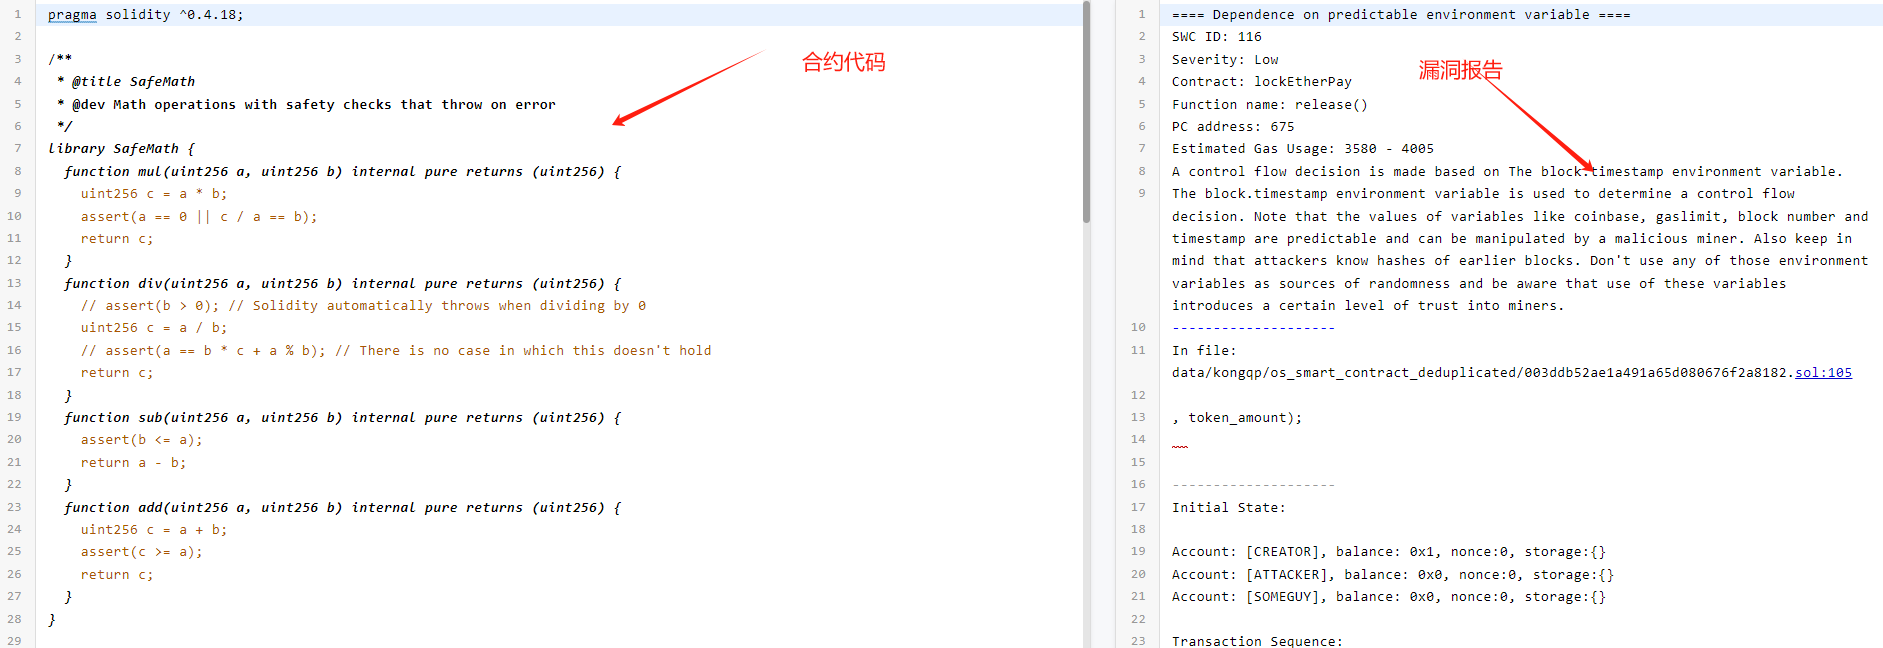 1 pragma solidity ^0.4.18;
2
3 /**
4 * @title SafeMath
5 * @dev Math operations with safety checks that throw on error
6 */
7 library SafeMath {
8 function mul(uint256 a, uint256 b) internal pure returns (uint256) {
9 uint256 c = a * b;
10 assert(a == 0 || c / a == b);
11 return c;
12 }
13 function div(uint256 a, uint256 b) internal pure returns (uint256) {
14 // assert(b > 0); // Solidity automatically throws when dividing by 0
15 uint256 c = a / b;
16 // assert(a == b * c + a % b); // There is no case in which this doesn't hold
17 return c;
18 }
19 function sub(uint256 a, uint256 b) internal pure returns (uint256) {
20 assert(b <= a);
21 return a - b;
22 }
23 function add(uint256 a, uint256 b) internal pure returns (uint256) {
24 uint256 c = a + b;
25 assert(c >= a);
26 return c;
27 }
28 }
29
合约代码
1 ==== Dependence on predictable environment variable ====
2 SWC ID: 116
3 Severity: Low
漏洞报告
4 Contract: lockEtherPay
5 Function name: release()
6 PC address: 675
7 Estimated Gas Usage: 3580 - 4005
8 A control flow decision is made based on The block.timestamp environment variable.
9 The block.timestamp environment variable is used to determine a control flow
decision. Note that the values of variables like coinbase, gaslimit, block number and
timestamp are predictable and can be manipulated by a malicious miner. Also keep in
mind that attackers know hashes of earlier blocks. Don't use any of those environment
variables as sources of randomness and be aware that use of these variables
introduces a certain level of trust into miners.
10 --------------------
11 In file:
data/kongqp/os_smart_contract_deduplicated/003ddb52ae1a491a65d080676f2a8182.sol:105
12
13 , token_amount);
14
15
16 --------------------
17 Initial State:
18
19 Account: [CREATOR], balance: 0x1, nonce:0, storage:{}
20 Account: [ATTACKER], balance: 0x0, nonce:0, storage:{}
21 Account: [SOMEGUY], balance: 0x0, nonce:0, storage:{}
22
23 Transaction Sequence: